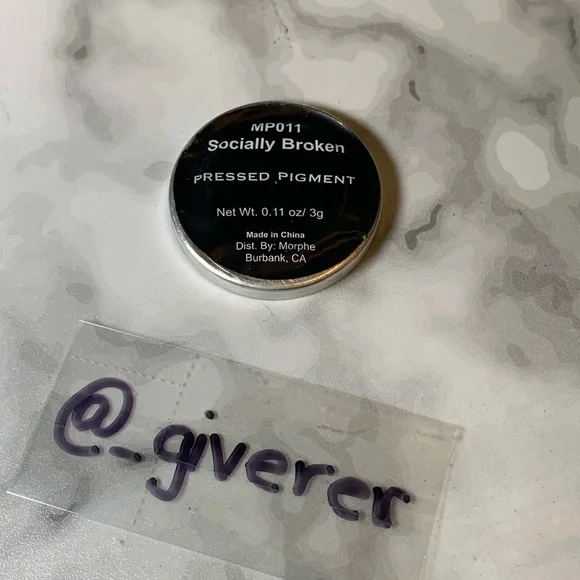 MP011
Socially Broken
PRESSED PIGMENT
Net Wt. 0.11 oz/ 3g
Made in China
Dist. By: Morphe
Burbank, CA
@_giverer